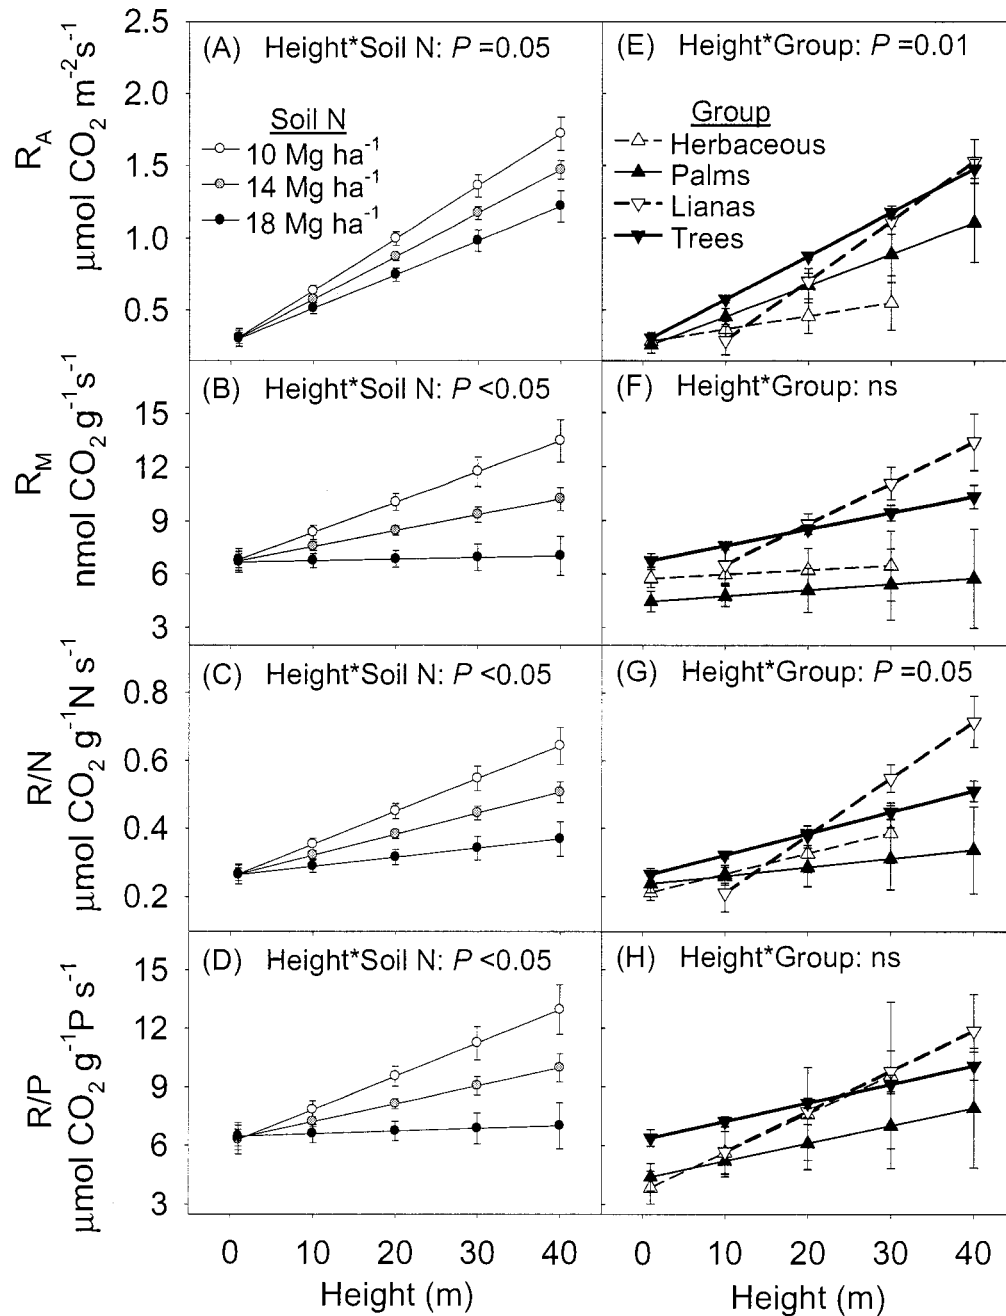 (A) Height*Soil N: P =0.05
Soil N
10 Mg ha⁻¹
14 Mg ha⁻¹
18 Mg ha⁻¹
R_A
μmol CO₂ m⁻²s⁻¹
2.5
2.0
1.5
1.0
0.5
(E) Height*Group: P =0.01
Group
Herbaceous
Palms
Lianas
Trees
(B) Height*Soil N: P <0.05
R_M
nmol CO₂ g⁻¹s⁻¹
15
12
9
6
3
(F) Height*Group: ns
(C) Height*Soil N: P <0.05
R/N
μmol CO₂ g⁻¹N s⁻¹
0.8
0.6
0.4
0.2
(G) Height*Group: P =0.05
(D) Height*Soil N: P <0.05
R/P
μmol CO₂ g⁻¹P s⁻¹
15
12
9
6
3
(H) Height*Group: ns
0 10 20 30 40
Height (m)
0 10 20 30 40
Height (m)